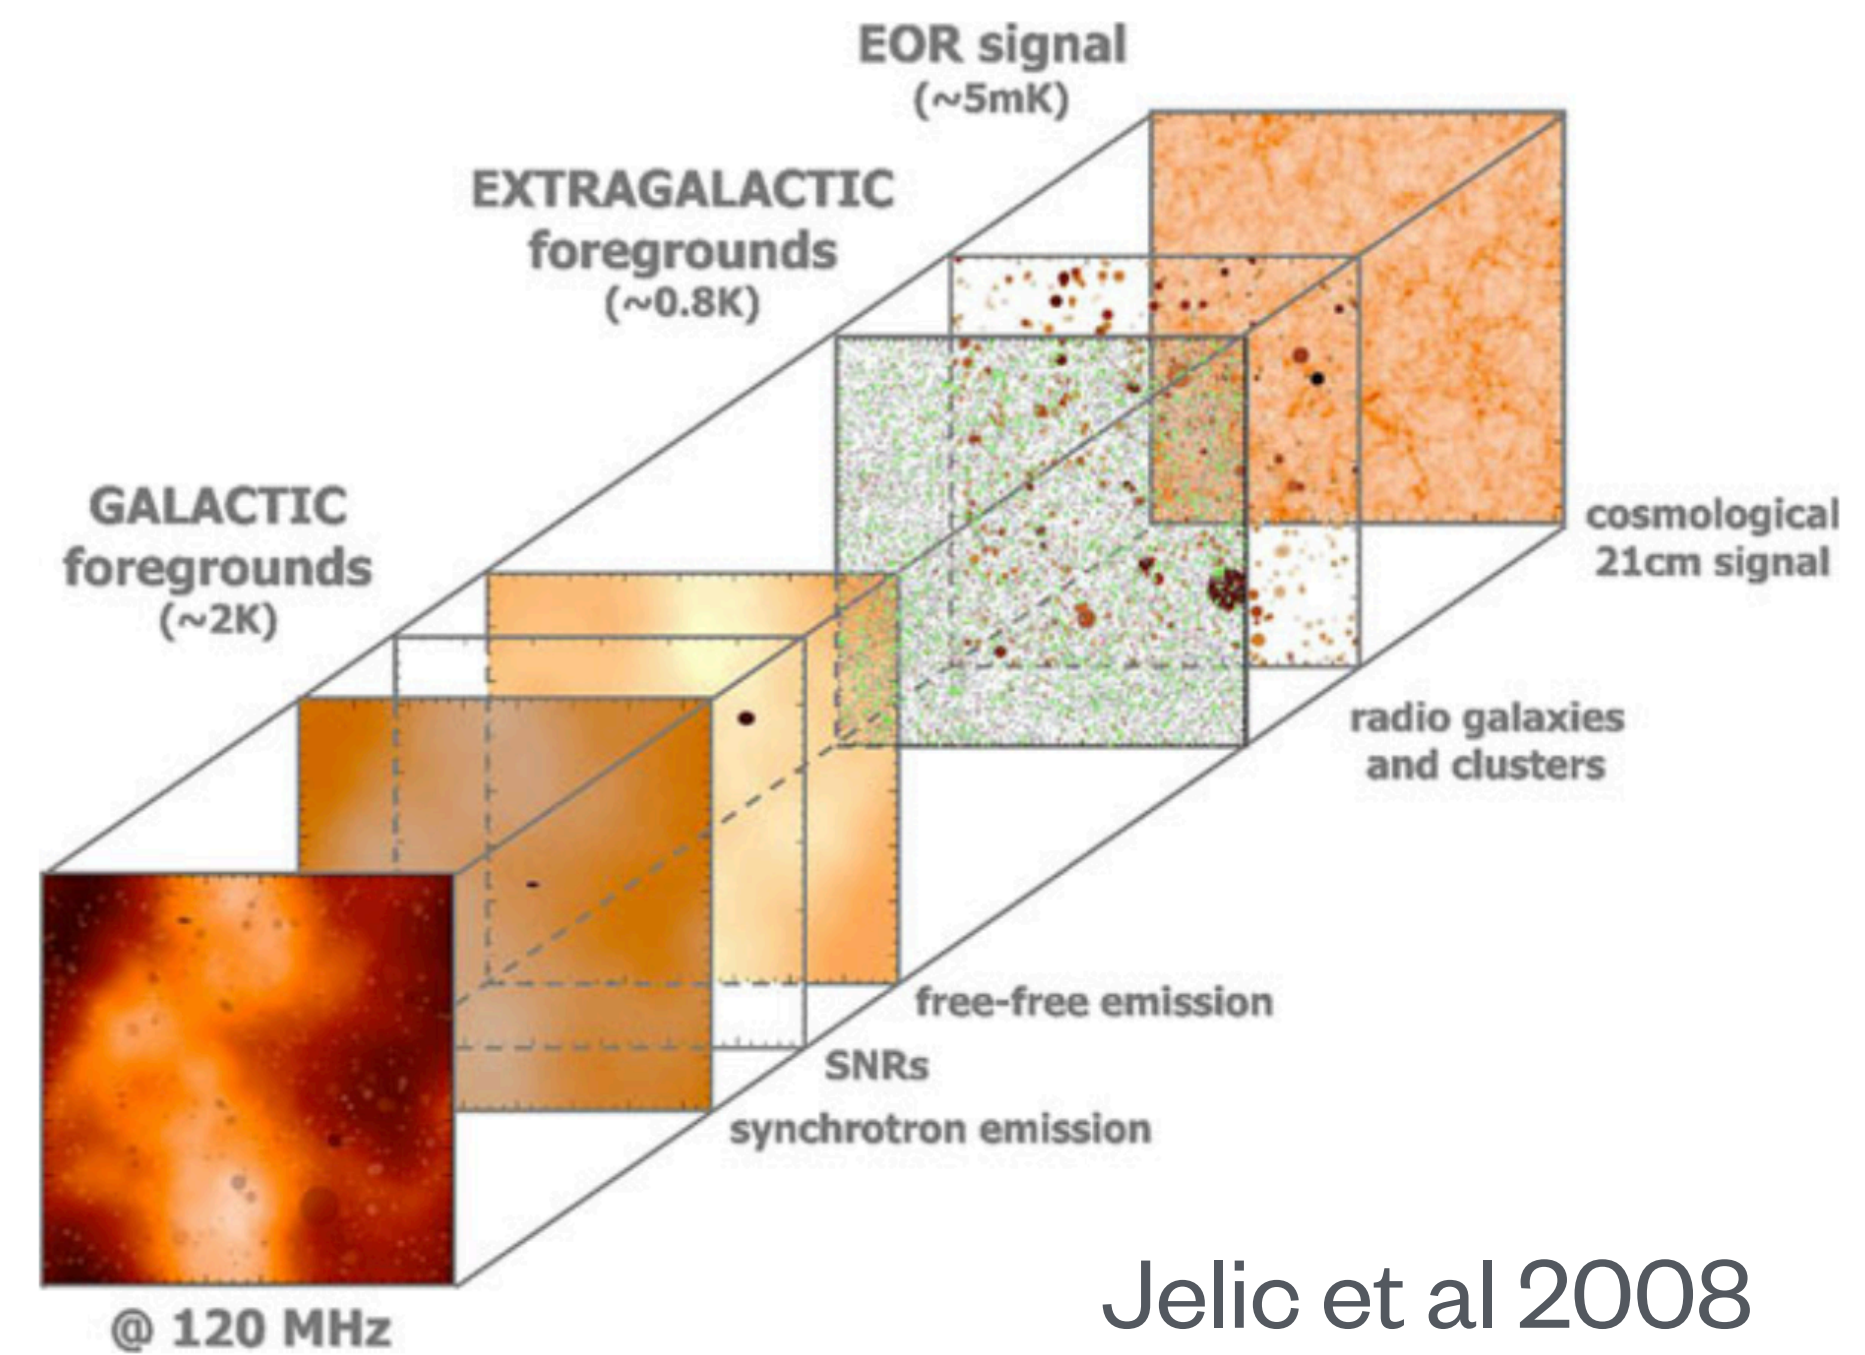 EOR signal
(~5mK)
EXTRAGALACTIC
foregrounds
(~0.8K)
GALACTIC
foregrounds
(~2K)
cosmological
21cm signal
radio galaxies
and clusters
free-free emission
SNRs
synchrotron emission
@ 120 MHz
Jelic et al 2008